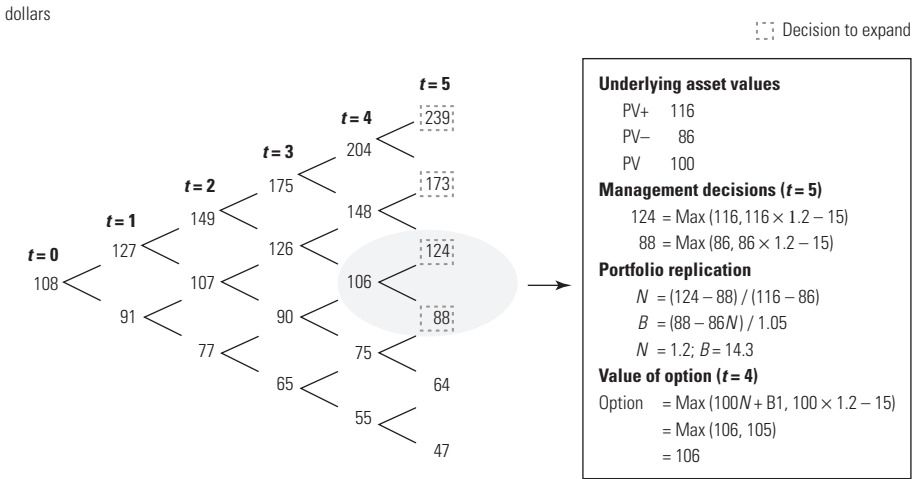 dollars
Decision to expand
t = 0
t = 1
t = 2
t = 3
t = 4
t = 5
108
127
91
149
107
77
175
126
90
65
204
148
106
75
55
239
173
124
88
64
47
Underlying asset values
PV+ 116
PV– 86
PV 100
Management decisions (t = 5)
124 = Max (116, 116 × 1.2 – 15)
88 = Max (86, 86 × 1.2 – 15)
Portfolio replication
N = (124 – 88) / (116 – 86)
B = (88 – 86N) / 1.05
N = 1.2; B = 14.3
Value of option (t = 4)
Option = Max (100N + B1, 100 × 1.2 – 15)
= Max (106, 105)
= 106